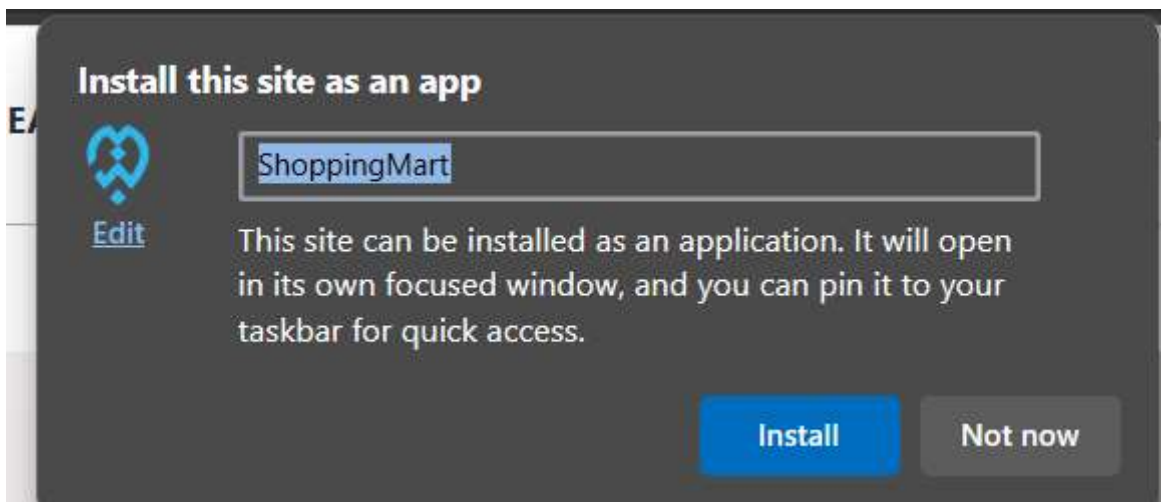 Install this site as an app
EA
ShoppingMart
Edit
This site can be installed as an application. It will open
in its own focused window, and you can pin it to your
taskbar for quick access.
Install
Not now